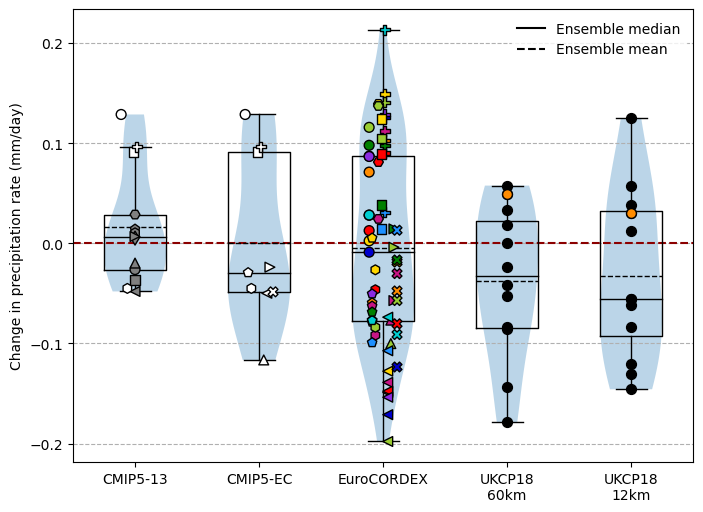 Change in precipitation rate (mm/day)
0.2
0.1
0.0
−0.1
−0.2
Ensemble median
Ensemble mean
CMIP5-13
CMIP5-EC
EuroCORDEX
UKCP18
60km
UKCP18
12km